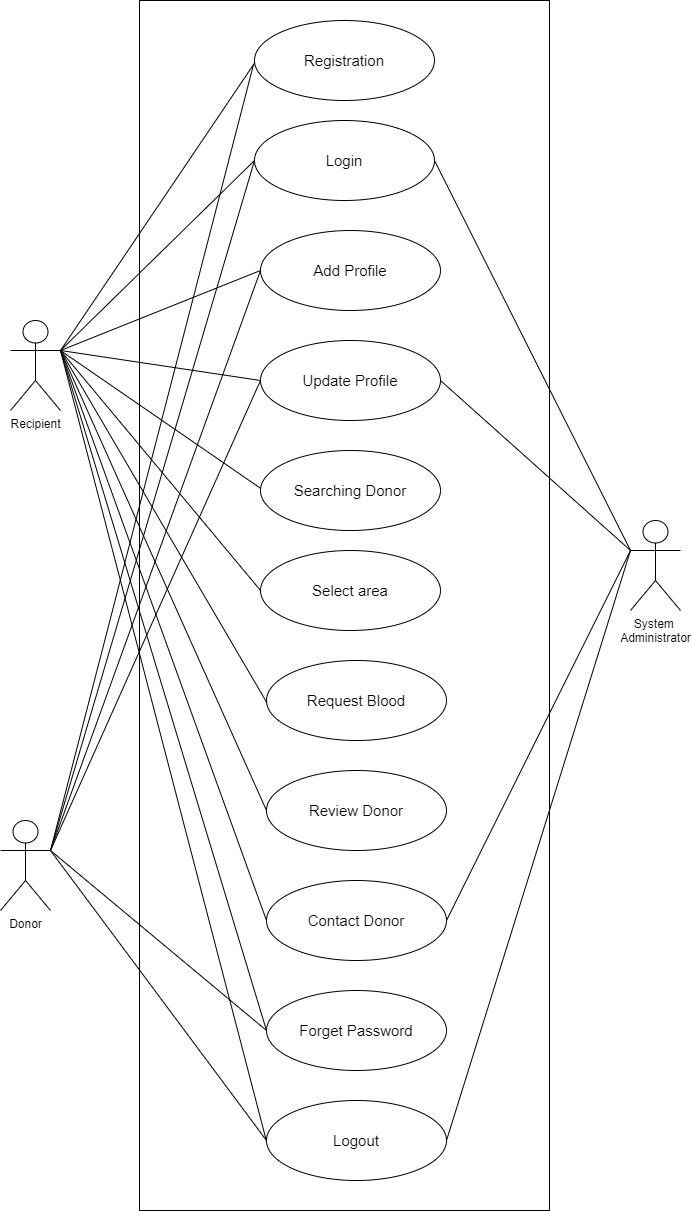 Registration
Login
Add Profile
Update Profile
Recipient
Searching Donor
Select area
System
Administrator
Request Blood
Review Donor
Contact Donor
Donor
Forget Password
Logout